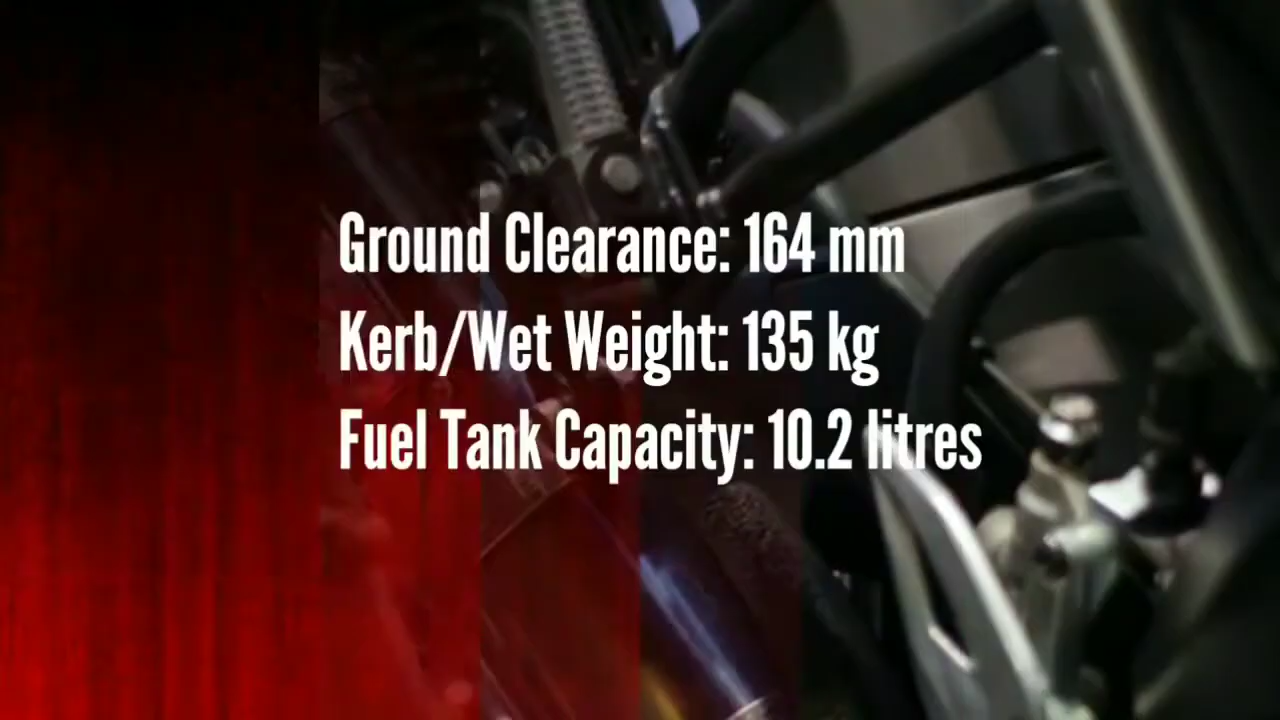 Ground Clearance: 164 mm
Kerb/Wet Weight: 135 kg
Fuel Tank Capacity: 10.2 litres